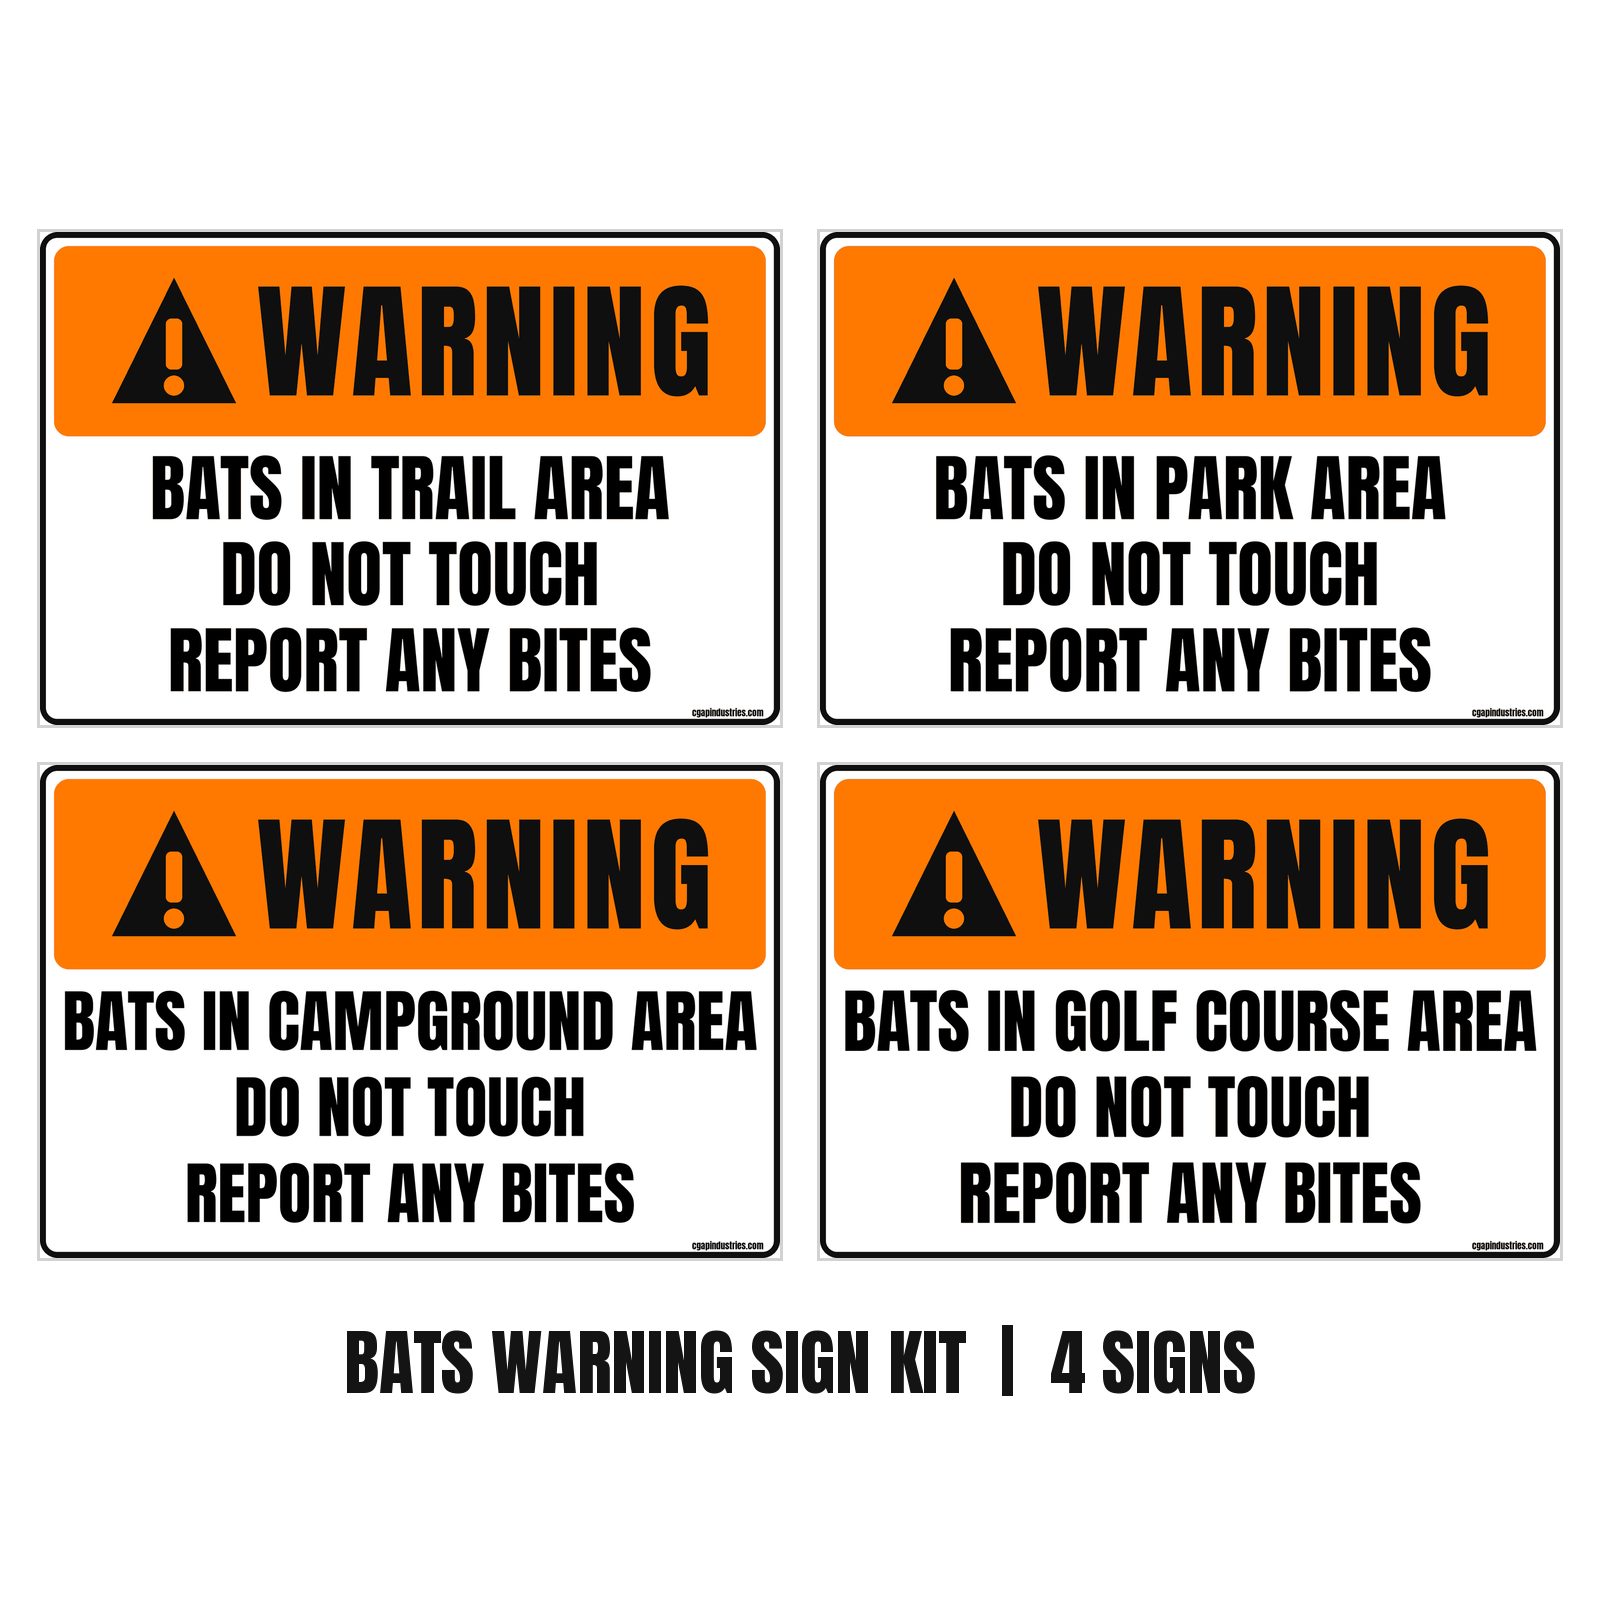 WARNING
BATS IN TRAIL AREA
DO NOT TOUCH
REPORT ANY BITES
cgapindustries.com
WARNING
BATS IN PARK AREA
DO NOT TOUCH
REPORT ANY BITES
cgapindustries.com
WARNING
BATS IN CAMPGROUND AREA
DO NOT TOUCH
REPORT ANY BITES
cgapindustries.com
WARNING
BATS IN GOLF COURSE AREA
DO NOT TOUCH
REPORT ANY BITES
cgapindustries.com
BATS WARNING SIGN KIT | 4 SIGNS